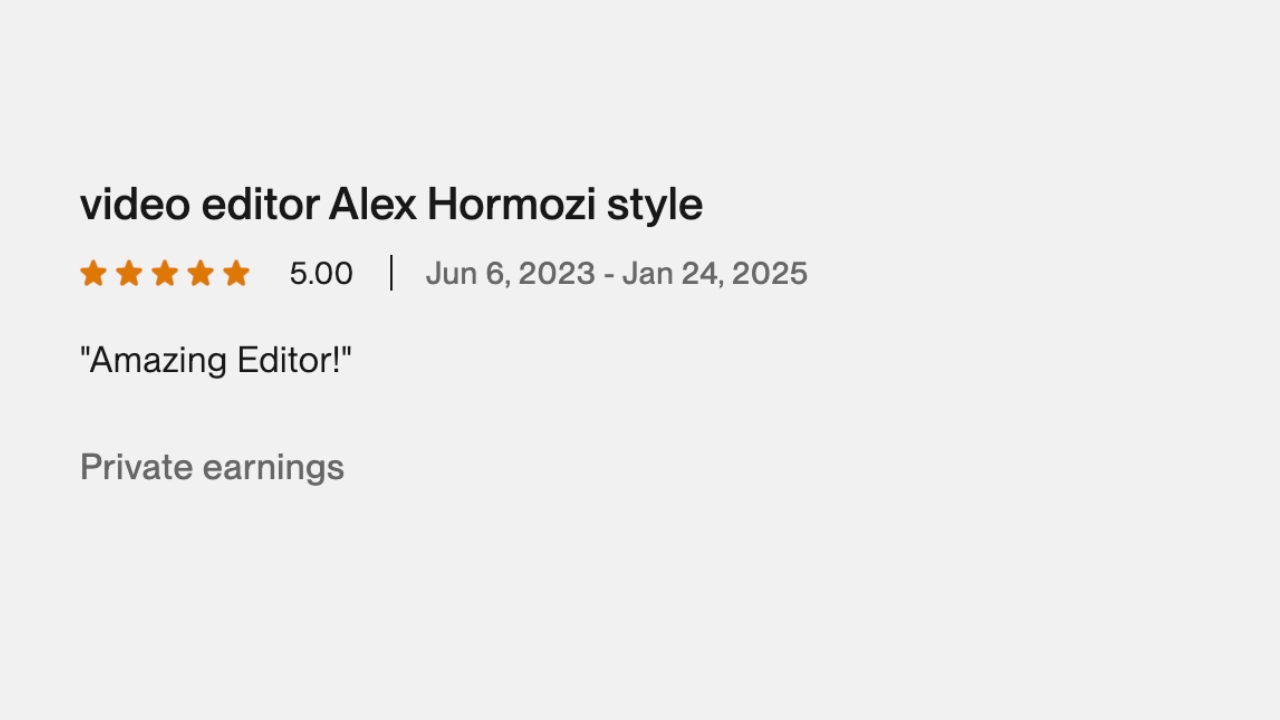 video editor Alex Hormozi style
5.00 | Jun 6, 2023 - Jan 24, 2025
"Amazing Editor!"
Private earnings